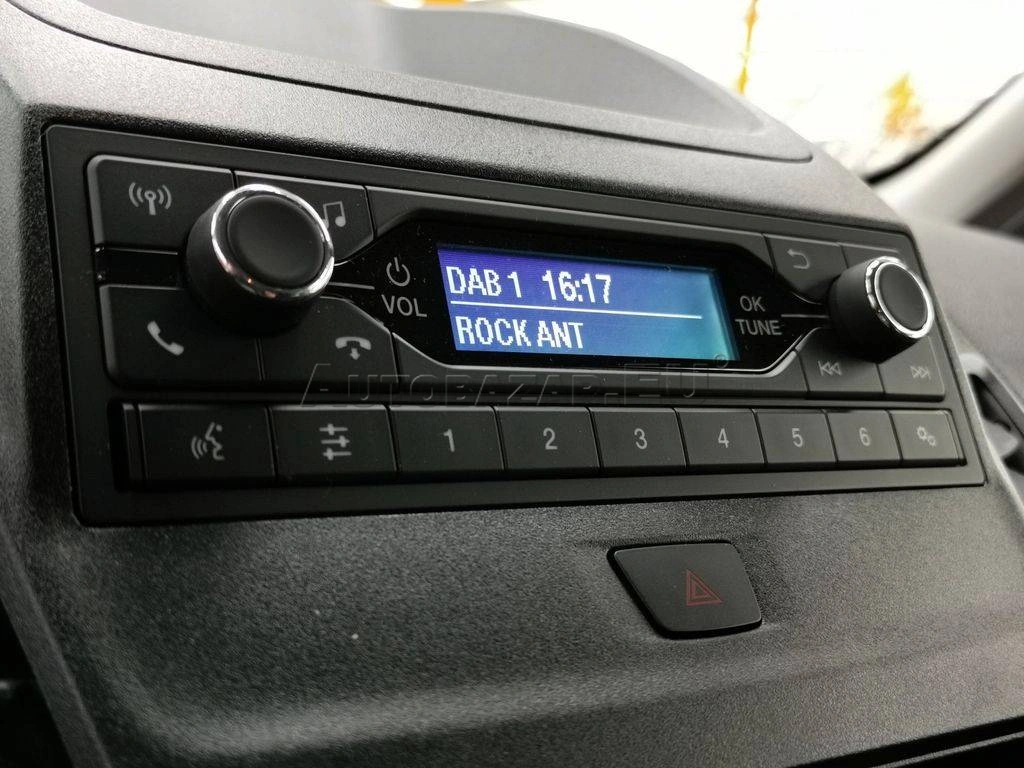 DAB 1 16:17
ROCK ANT
VOL
OK
TUNE
AUTOBAZAR.EU
1 2 3 4 5 6